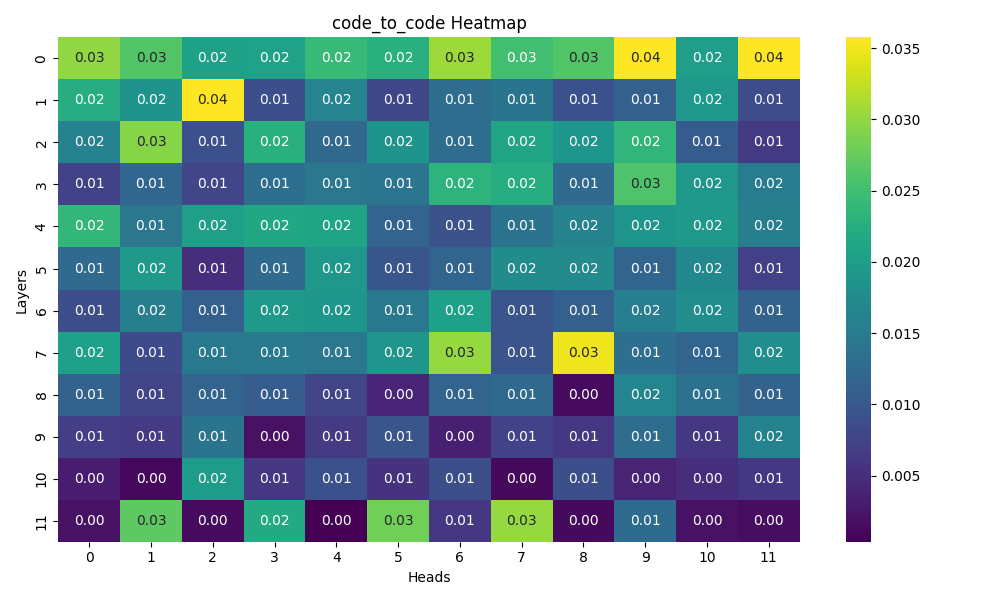 code_to_code Heatmap
0 0.03 0.03 0.02 0.02 0.02 0.02 0.03 0.03 0.03 0.04 0.02 0.04
1 0.02 0.02 0.04 0.01 0.02 0.01 0.01 0.01 0.01 0.01 0.02 0.01
2 0.02 0.03 0.01 0.02 0.01 0.02 0.01 0.02 0.02 0.02 0.01 0.01
3 0.01 0.01 0.01 0.01 0.01 0.01 0.02 0.02 0.01 0.03 0.02 0.02
4 0.02 0.01 0.02 0.02 0.02 0.01 0.01 0.01 0.02 0.02 0.02 0.02
5 0.01 0.02 0.01 0.01 0.02 0.01 0.01 0.02 0.02 0.01 0.02 0.01
6 0.01 0.02 0.01 0.02 0.02 0.01 0.02 0.01 0.01 0.02 0.02 0.01
7 0.02 0.01 0.01 0.01 0.01 0.02 0.03 0.01 0.03 0.01 0.01 0.02
8 0.01 0.01 0.01 0.01 0.01 0.00 0.01 0.01 0.00 0.02 0.01 0.01
9 0.01 0.01 0.01 0.00 0.01 0.01 0.00 0.01 0.01 0.01 0.01 0.02
10 0.00 0.00 0.02 0.01 0.01 0.01 0.01 0.00 0.01 0.00 0.00 0.01
11 0.00 0.03 0.00 0.02 0.00 0.03 0.01 0.03 0.00 0.01 0.00 0.00
0 1 2 3 4 5 6 7 8 9 10 11
Heads
Layers
0.035
0.030
0.025
0.020
0.015
0.010
0.005